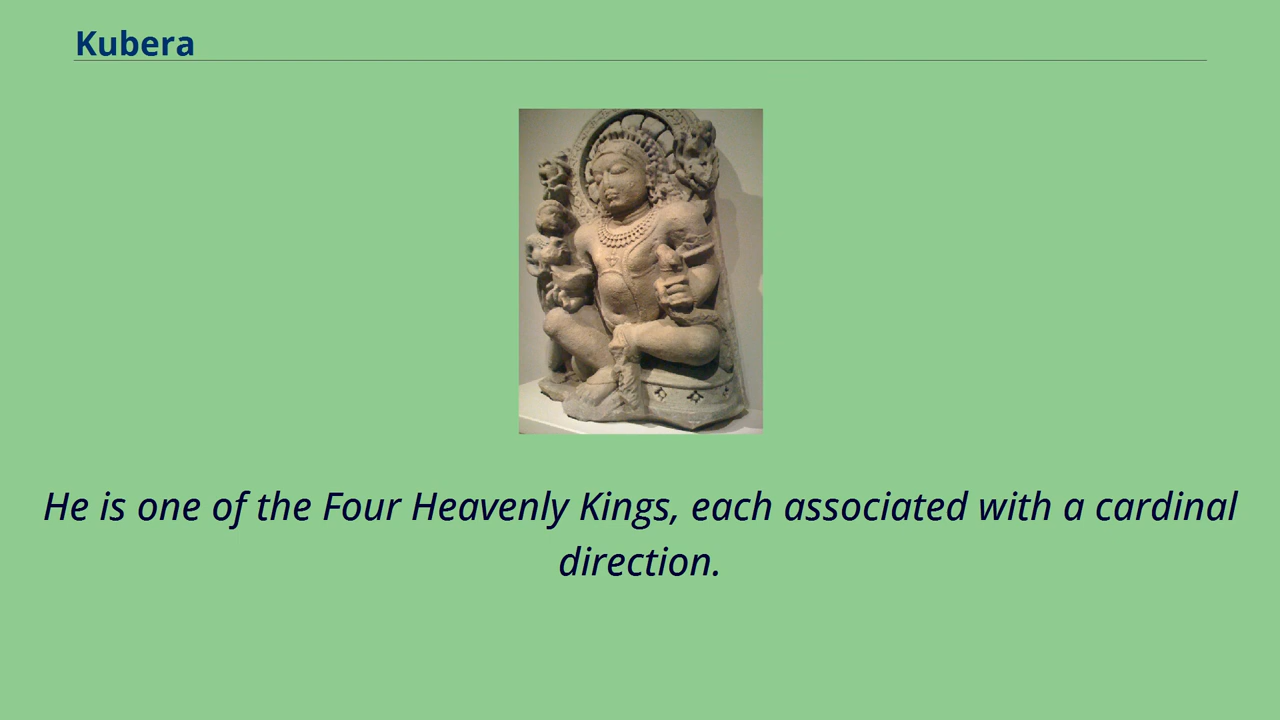 Kubera
He is one of the Four Heavenly Kings, each associated with a cardinal
direction.